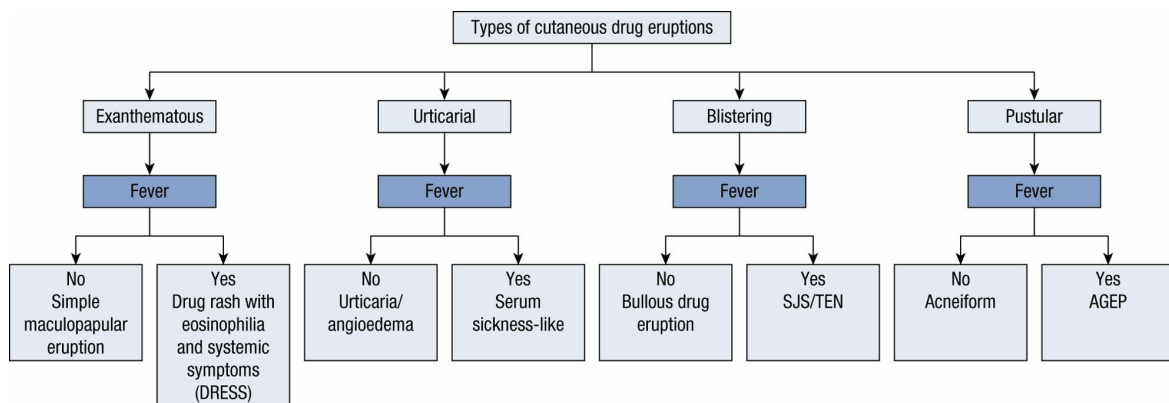 Types of cutaneous drug eruptions
Exanthematous
Urticarial
Blistering
Pustular
Fever
Fever
Fever
Fever
No
Simple
maculopapular
eruption
Yes
Drug rash with
eosinophilia
and systemic
symptoms
(DRESS)
No
Urticaria/
angioedema
Yes
Serum
sickness-like
No
Bullous drug
eruption
Yes
SJS/TEN
No
Acneiform
Yes
AGEP